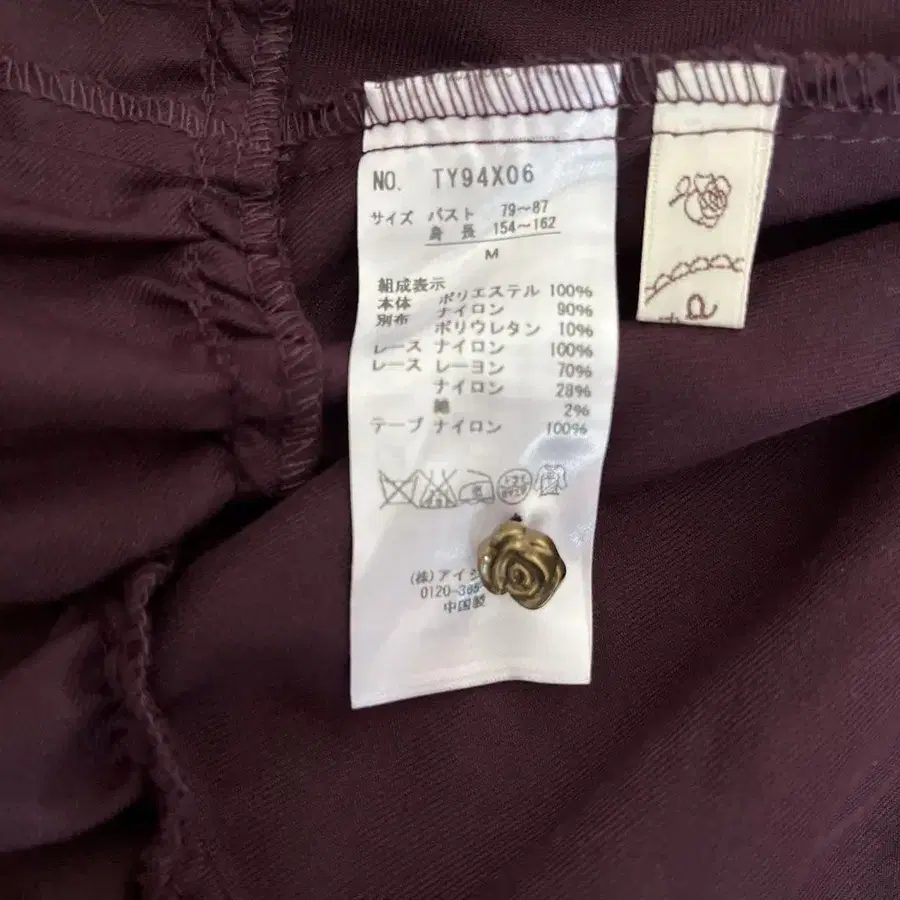 NO. TY94X06
サイズ バスト 79～87
身長 154～162
M
組成表示
本体 ポリエステル 100%
別布 ナイロン 90%
ポリウレタン 10%
レース ナイロン 100%
レース レーヨン 70%
ナイロン 28%
綿 2%
テープ ナイロン 100%
(株)アイジ
0120-365-
中国製